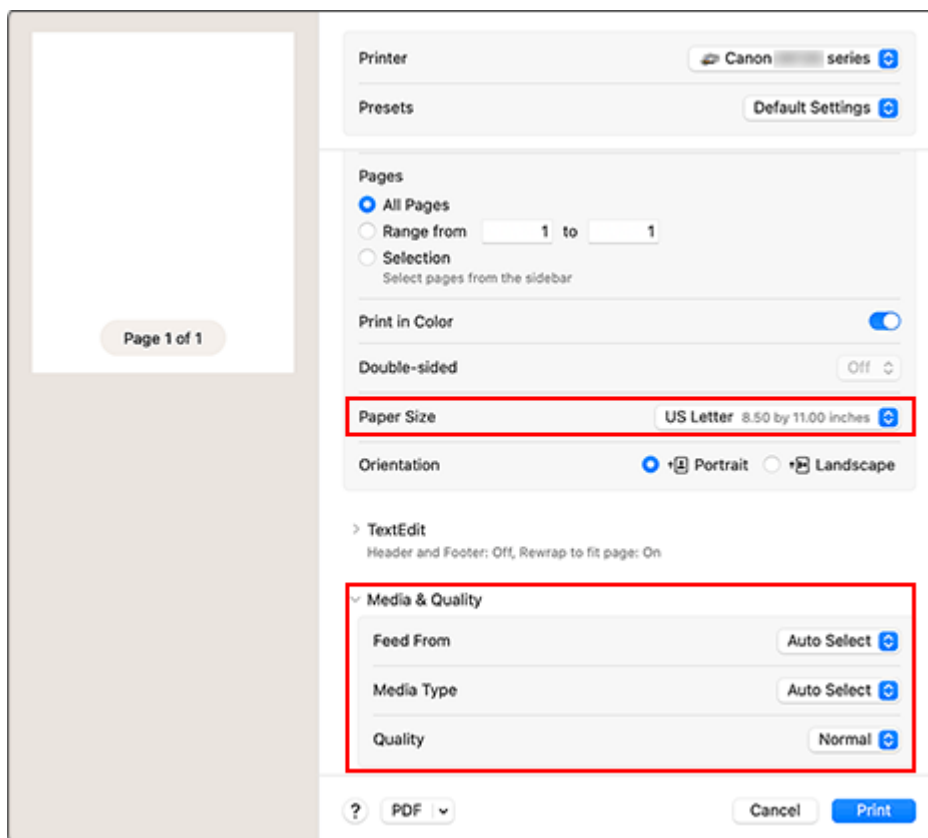 Page 1 of 1
Printer Canon series
Presets Default Settings
Pages
All Pages
Range from 1 to 1
Selection
Select pages from the sidebar
Print in Color
Double-sided Off
Paper Size US Letter 8.50 by 11.00 inches
Orientation Portrait Landscape
TextEdit
Header and Footer: Off, Rewrap to fit page: On
Media & Quality
Feed From Auto Select
Media Type Auto Select
Quality Normal
? PDF Cancel Print